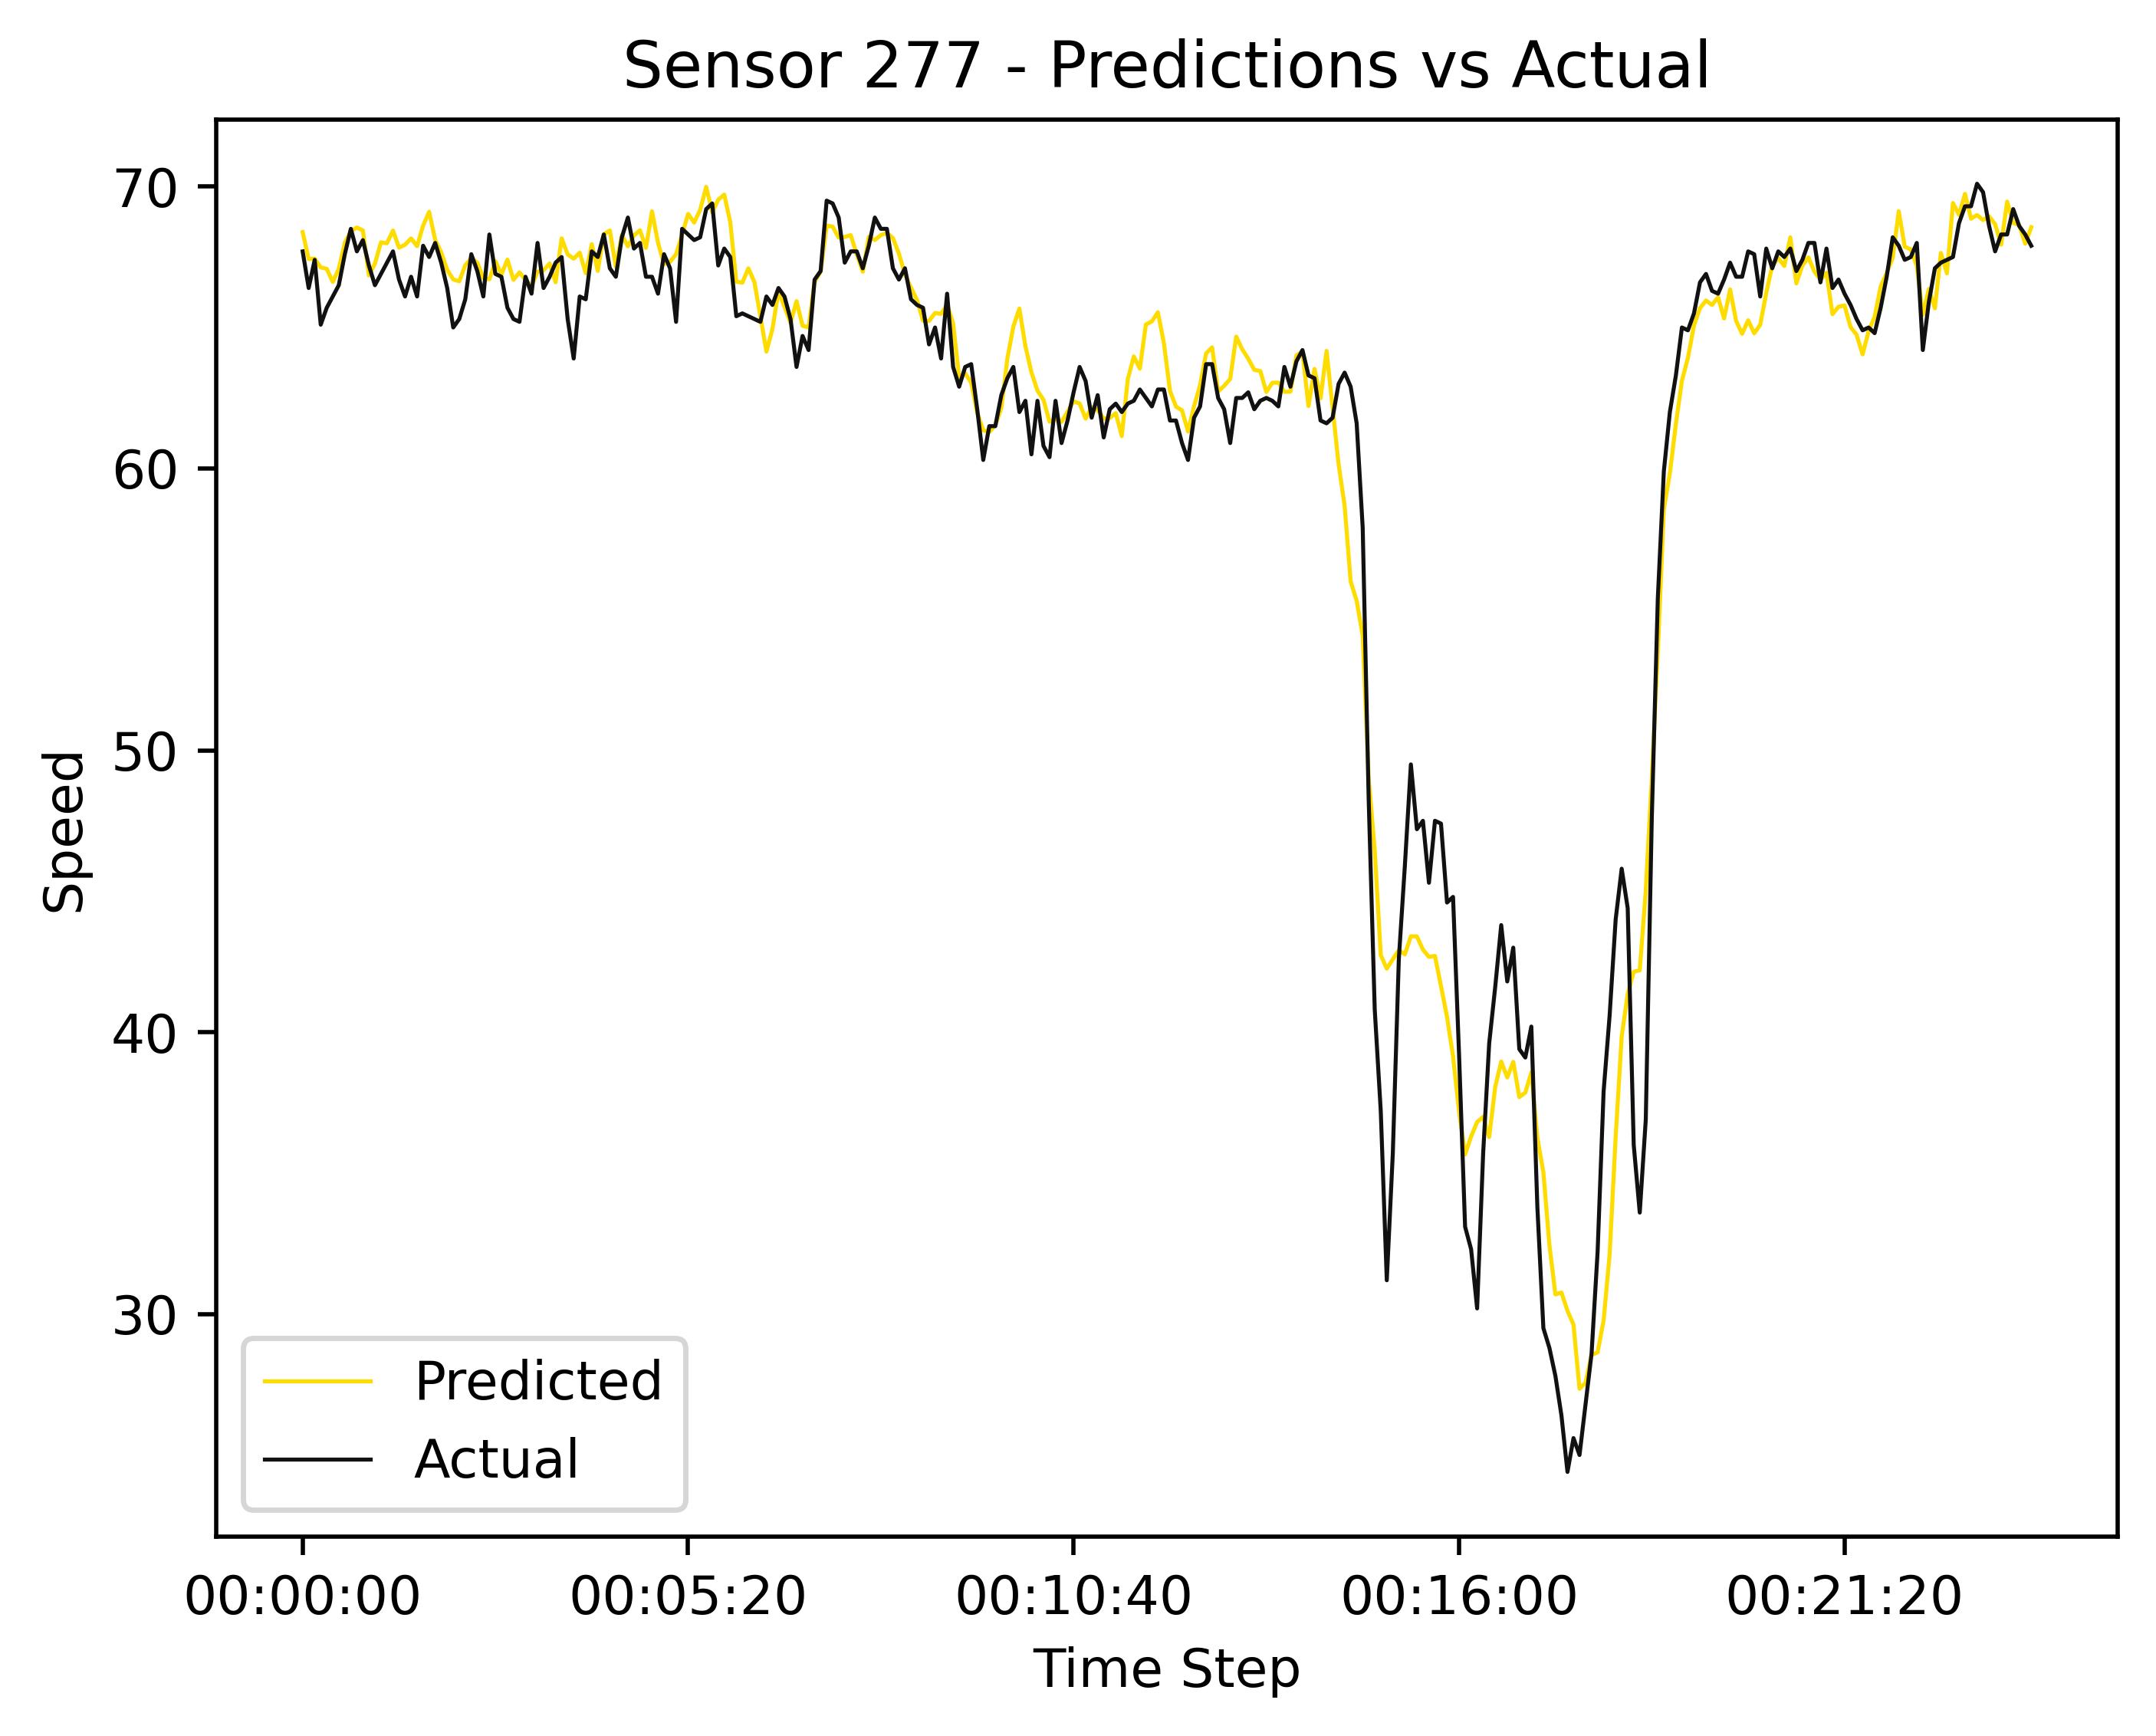 Sensor 277 - Predictions vs Actual
70
60
50
40
30
Speed
Predicted
Actual
00:00:00 00:05:20 00:10:40 00:16:00 00:21:20
Time Step